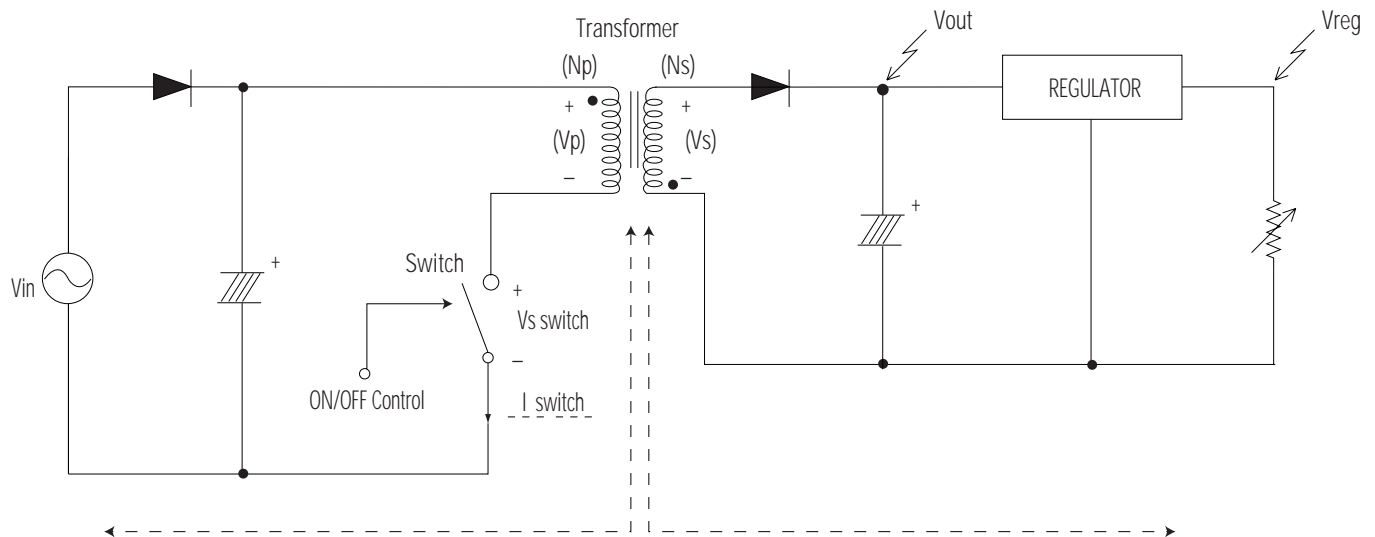 Transformer
(Np)
(Ns)
+
(Vp)
–
+
(Vs)
–
Vout
Vreg
REGULATOR
Vin
+
+
Switch
+
Vs switch
–
ON/OFF Control
I switch